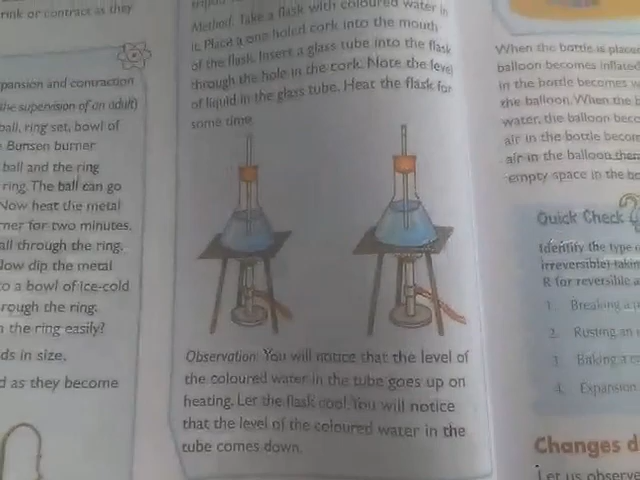 rink or contract as they
pansion and contraction
the supervision of an adult)
ball, ring set, bowl of
Bunsen burner
ball and the ring
ring. The ball can go
Now heat the metal
rner for two minutes.
all through the ring.
Now dip the metal
to a bowl of ice-cold
rough the ring.
the ring easily?
ds in size.
d as they become
Method: Take a flask with coloured water in
it. Place a one holed cork into the mouth
of the flask. Insert a glass tube into the flask
through the hole in the cork. Note the level
of liquid in the glass tube. Heat the flask for
some time.
Observation: You will notice that the level of
the coloured water in the tube goes up on
heating. Let the flask cool. You will notice
that the level of the coloured water in the
tube comes down.
When the bottle is place
balloon becomes inflated
in the bottle becomes w
the balloon. When the b
water, the balloon beco
air in the bottle become
air in the balloon then
empty space in the bo
Quick Check
Identify the type o
irreversible) takin
R for reversible a
1. Breaking a p
2. Rusting an
3. Baking a c
4. Expansion
Changes d
Let us observe